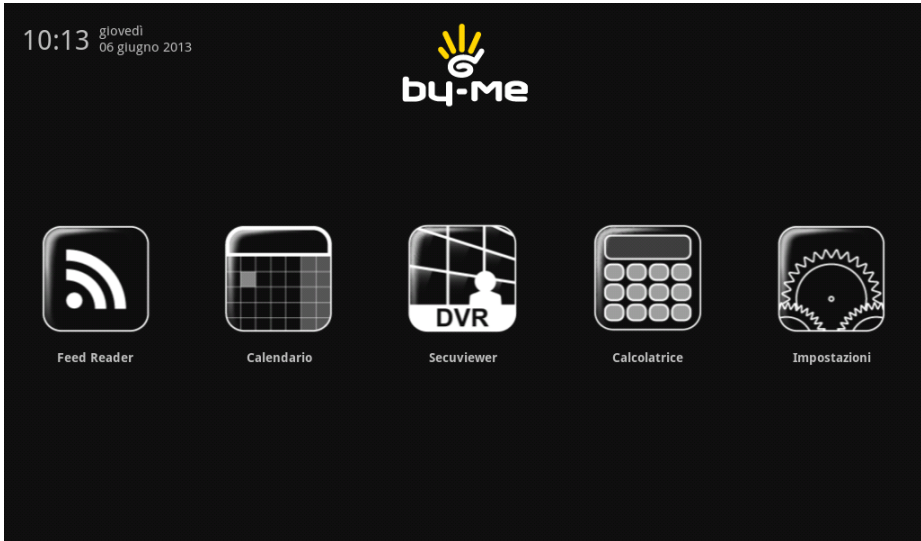 10:13
giovedì
06 giugno 2013
by-me
DVR
Feed Reader
Calendario
Secuviewer
Calcolatrice
Impostazioni